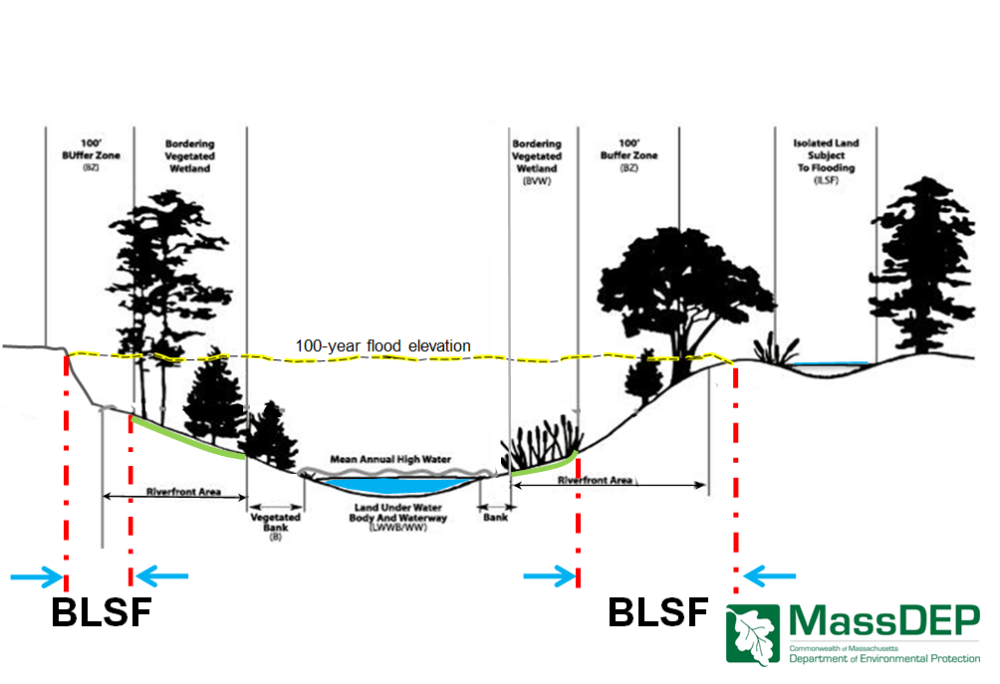 100'
BUffer Zone
(BZ)
Bordering
Vegetated
Wetland
Bordering
Vegetated
Wetland
(BVW)
100'
Buffer Zone
(BZ)
Isolated Land
Subject
To Flooding
(ILSF)
100-year flood elevation
Mean Annual High Water
Riverfront Area
Vegetated
Bank
(B)
Land Under Water
Body And Waterway
(LWWB/WW)
Bank
Riverfront Area
BLSF
BLSF
MassDEP
Commonwealth of Massachusetts
Department of Environmental Protection